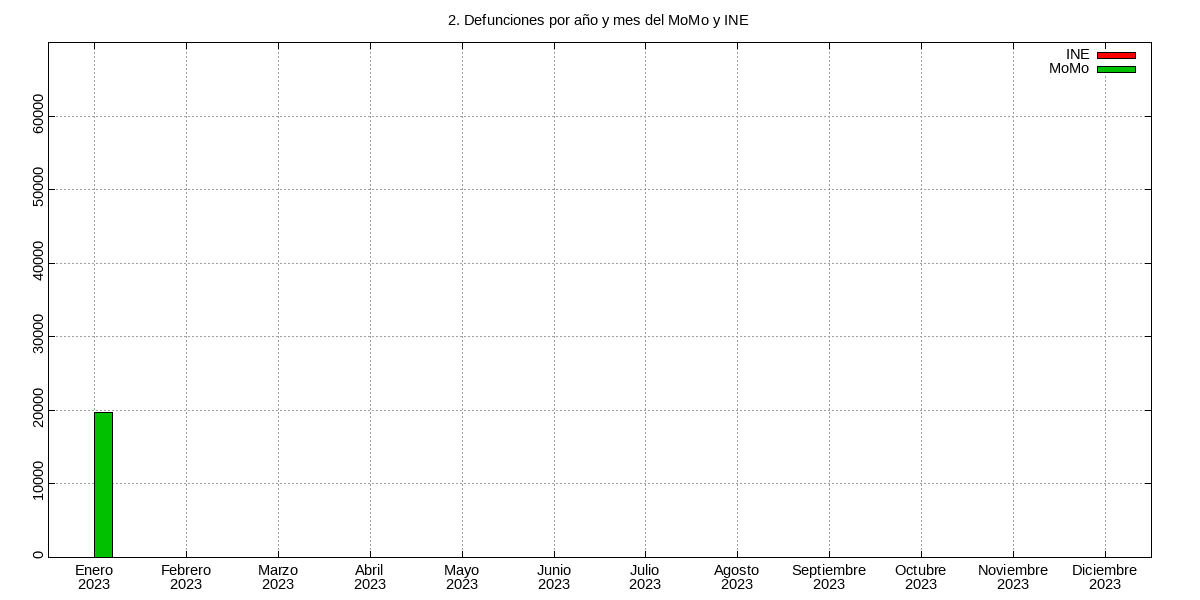 2. Defunciones por año y mes del MoMo y INE
INE
MoMo
60000
50000
40000
30000
20000
10000
0
Enero Febrero Marzo Abril Mayo Junio Julio Agosto Septiembre Octubre Noviembre Diciembre
2023 2023 2023 2023 2023 2023 2023 2023 2023 2023 2023 2023